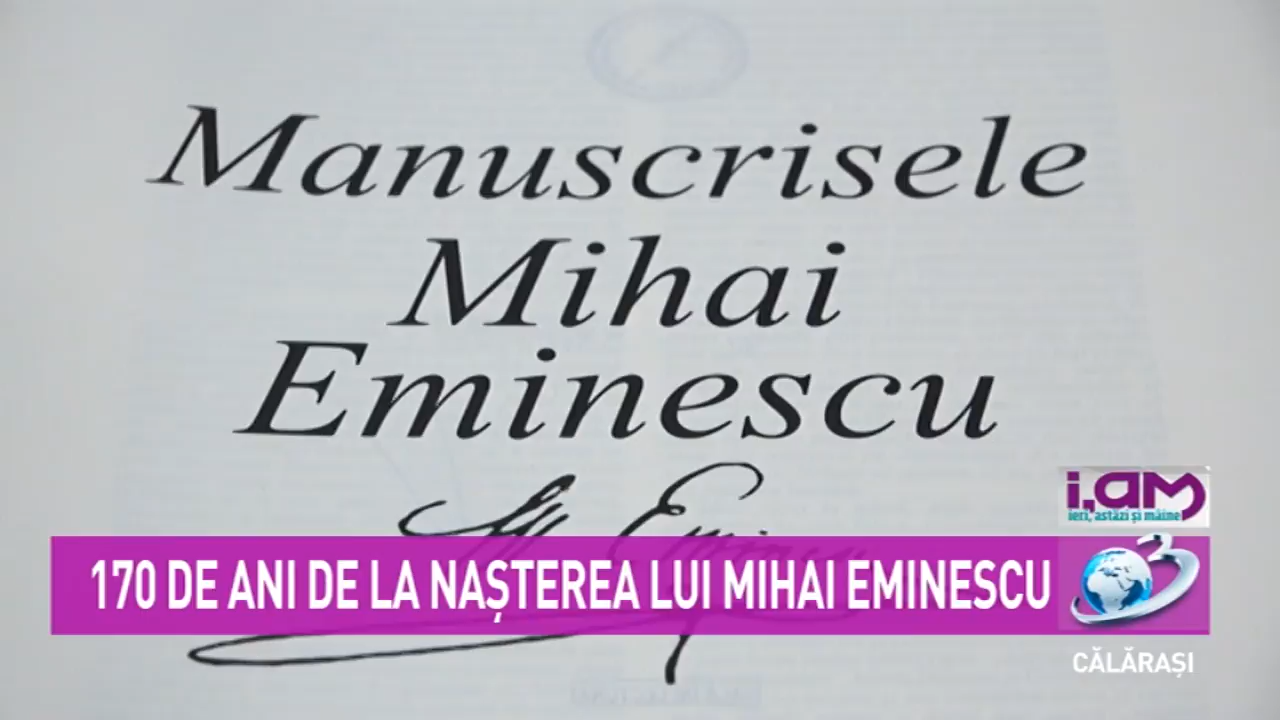 Manuscrisele
Mihai
Eminescu
i,am
ieri, astăzi și mâine
170 DE ANI DE LA NAȘTEREA LUI MIHAI EMINESCU
3
CĂLĂRAȘI